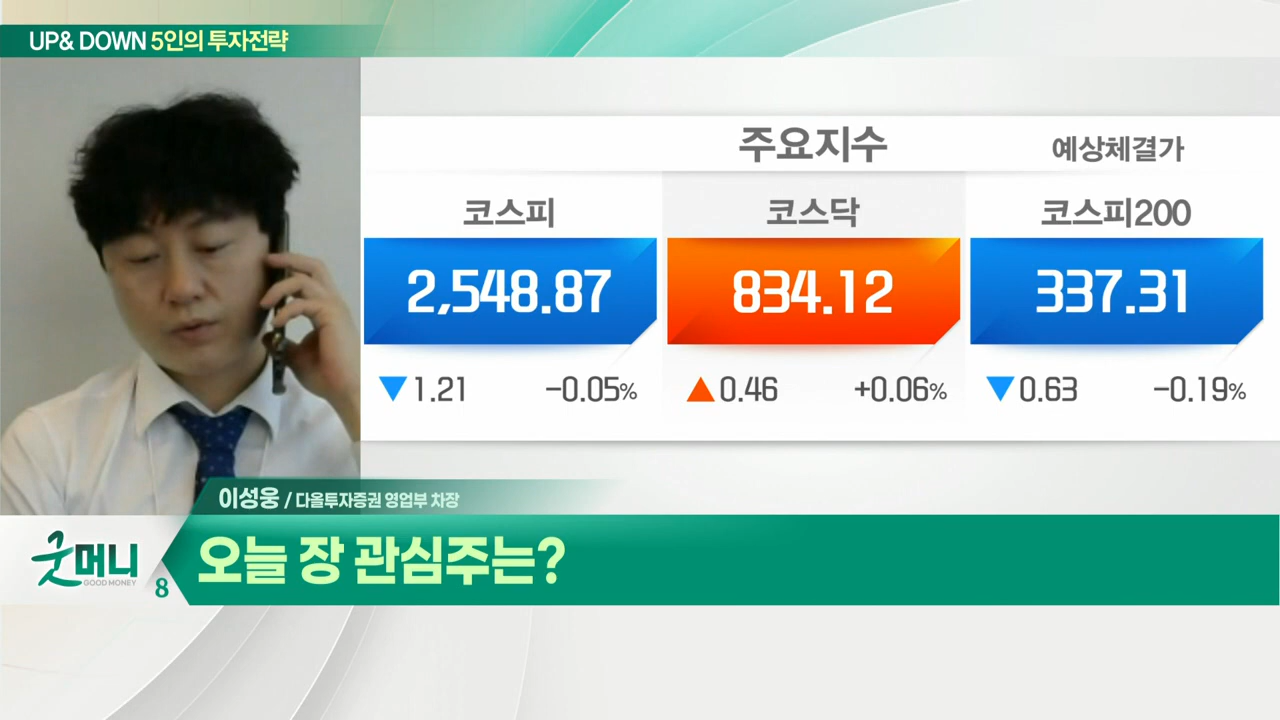 UP& DOWN 5인의 투자전략
주요지수
예상체결가
코스피
코스닥
코스피200
2,548.87
834.12
337.31
▼1.21 -0.05%
▲0.46 +0.06%
▼0.63 -0.19%
이성웅 / 다올투자증권 영업부 차장
굿머니
GOOD MONEY
8
오늘 장 관심주는?